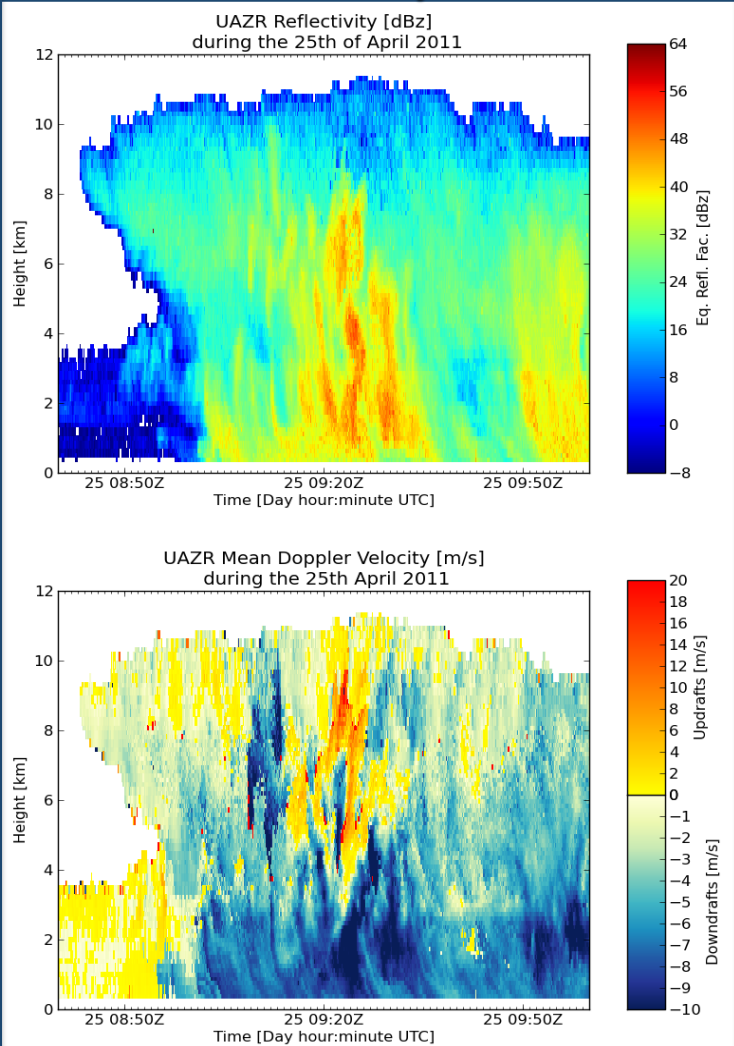 UAZR Reflectivity [dBz]
during the 25th of April 2011
12
10
8
6
4
2
0
Height [km]
25 08:50Z
25 09:20Z
25 09:50Z
Time [Day hour:minute UTC]
64
56
48
40
32
24
16
8
0
−8
Eq. Refl. Fac. [dBz]
UAZR Mean Doppler Velocity [m/s]
during the 25th April 2011
12
10
8
6
4
2
0
Height [km]
25 08:50Z
25 09:20Z
25 09:50Z
Time [Day hour:minute UTC]
20
18
16
14
12
10
8
6
4
2
0
0
−1
−2
−3
−4
−5
−6
−7
−8
−9
−10
Updrafts [m/s]
Downdrafts [m/s]